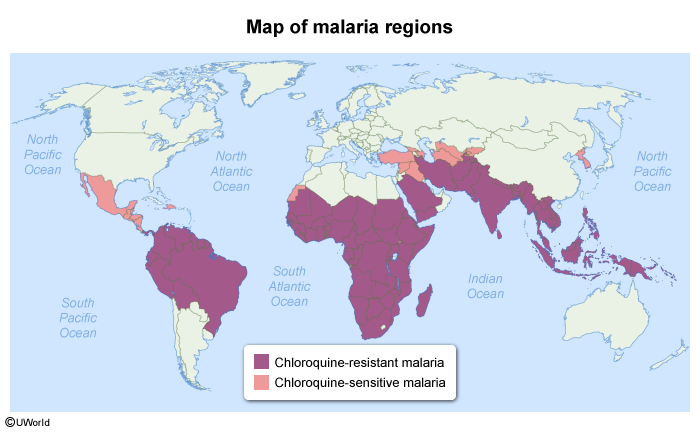 Map of malaria regions
North
Pacific
Ocean
North
Atlantic
Ocean
North
Pacific
Ocean
South
Pacific
Ocean
South
Atlantic
Ocean
Indian
Ocean
Chloroquine-resistant malaria
Chloroquine-sensitive malaria
©UWorld